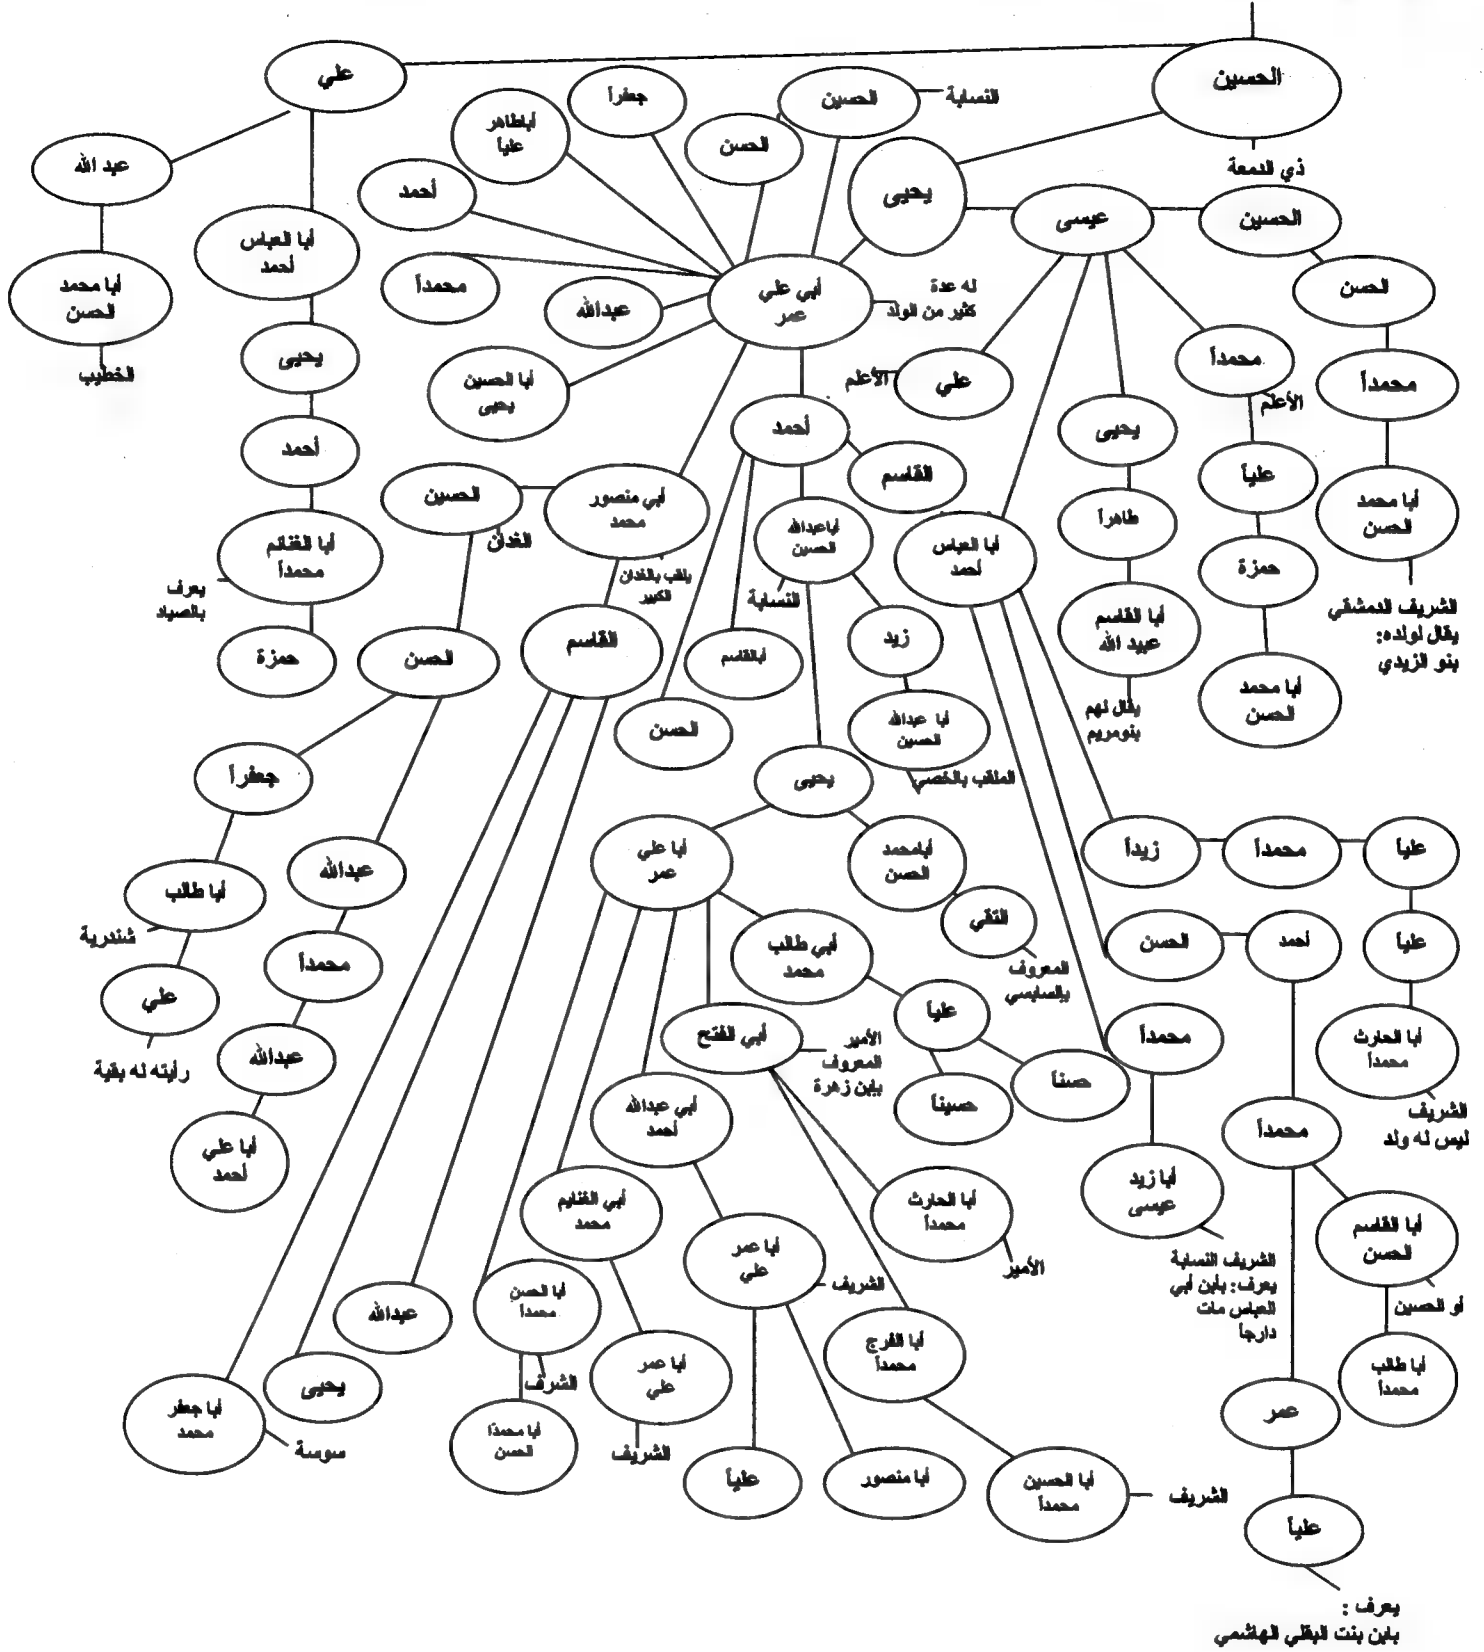 الحسين
ذي الدمعة
علي
يحيى
عيسى
الحسين
الحسن
محمداً
أبا محمد
الحسن
الشريف الدمشقي
يقال لولده:
بنو الزيدي
محمداً
الأعلم
علياً
حمزة
أبا محمد
الحسن
يحيى
طاهراً
أبا القاسم
عبيد الله
يقال لهم
بنومريم
علي
الأعلم
أبا العباس
أحمد
زيداً
محمداً
علياً
علياً
أبا الحارث
محمداً
الشريف
ليس له ولد
الحسن
أحمد
محمداً
أبا القاسم
الحسن
أو الحسين
أبا طالب
محمداً
عمر
علياً
يعرف :
بابن بنت البقلي الهاشمي
محمداً
أبا زيد
عيسى
الشريف النسابة
يعرف: بابن أبي
العباس مات
دارجاً
أبي علي
عمر
له عدة
كثير من الولد
الحسين
النسابة
الحسن
جعفراً
أباطاهر
علياً
أحمد
محمداً
عبدالله
أبا الحسين
يحيى
أحمد
القاسم
أباعبدالله
الحسين
النسابة
أبالقاسم
الحسن
زيد
أبا عبدالله
الحسين
الملقب بالخصي
يحيى
أبامحمد
الحسن
التقي
المعروف
بإلسابسي
أبا علي
عمر
أبي طالب
محمد
علياً
حسناً
حسيناً
أبي الفتح
الأمير
المعروف
بإبن زهرة
أبا الحارث
محمداً
الأمير
أبا الفرج
محمداً
أبا الحسين
محمداً
الشريف
أبي عبدالله
أحمد
أبا عمر
علي
الشريف
أبا منصور
علياً
أبي الغنايم
محمد
أبا عمر
علي
الشريف
أبا الحسن
محمداً
الشرف
أبا محمدًا
الحسن
أبي منصور
محمد
يلقب بالغدان
الكبير
الحسين
الغدان
القاسم
عبدالله
يحيى
أبا جعفر
محمد
سوسة
الحسن
جعفراً
أبا طالب
شندرية
علي
رأيته له بقية
عبدالله
محمداً
عبدالله
أبا علي
أحمد
عبد الله
أبا محمد
الحسن
الخطيب
أبا العباس
أحمد
يحيى
أحمد
أبا الغنائم
محمداً
يعرف
بالصياد
حمزة